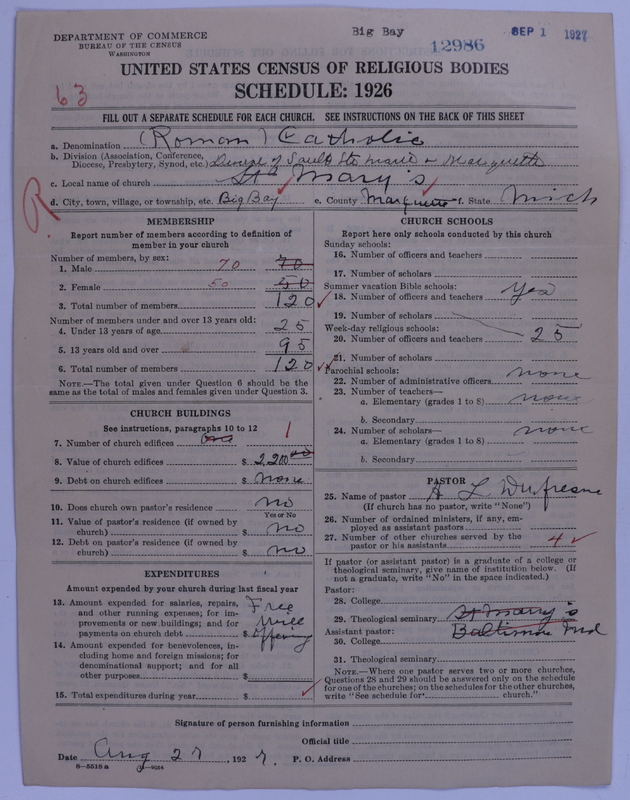 DEPARTMENT OF COMMERCE
BUREAU OF THE CENSUS
WASHINGTON
Big Bay
12986
SEP 1 1927
UNITED STATES CENSUS OF RELIGIOUS BODIES
SCHEDULE: 1926
63
FILL OUT A SEPARATE SCHEDULE FOR EACH CHURCH. SEE INSTRUCTIONS ON THE BACK OF THIS SHEET
a. Denomination (Roman) Catholic
b. Division (Association, Conference, Diocese, Presbytery, Synod, etc.) Diocese of Sault Ste Marie & Marquette
c. Local name of church St Mary's
d. City, town, village, or township, etc. Big Bay e. County Marquette f. State Mich
R
MEMBERSHIP
Report number of members according to definition of
member in your church
Number of members, by sex:
1. Male 70 70
2. Female 50 50
3. Total number of members 120
Number of members under and over 13 years old:
4. Under 13 years of age 25
5. 13 years old and over 95
6. Total number of members 120
NOTE.—The total given under Question 6 should be the
same as the total of males and females given under Question 3.
CHURCH BUILDINGS
See instructions, paragraphs 10 to 12
7. Number of church edifices one 1
8. Value of church edifices $ 2,200.00
9. Debt on church edifices $ none
10. Does church own pastor's residence no
Yes or No
11. Value of pastor's residence (if owned by
church) $ no
12. Debt on pastor's residence (if owned by
church) $ no
EXPENDITURES
Amount expended by your church during last fiscal year
13. Amount expended for salaries, repairs,
and other running expenses; for im-
provements or new buildings; and for
payments on church debt $ Free will offering
14. Amount expended for benevolences, in-
cluding home and foreign missions; for
denominational support; and for all
other purposes $
15. Total expenditures during year $
CHURCH SCHOOLS
Report here only schools conducted by this church
Sunday schools:
16. Number of officers and teachers
17. Number of scholars
Summer vacation Bible schools:
18. Number of officers and teachers Yes
19. Number of scholars
Week-day religious schools:
20. Number of officers and teachers 25
21. Number of scholars
Parochial schools:
22. Number of administrative officers none
23. Number of teachers—
a. Elementary (grades 1 to 8) none
b. Secondary
24. Number of scholars— none
a. Elementary (grades 1 to 8)
b. Secondary
PASTOR
25. Name of pastor A L Dufresne
(If church has no pastor, write "None")
26. Number of ordained ministers, if any, em-
ployed as assistant pastors
27. Number of other churches served by the
pastor or his assistants 4
If pastor (or assistant pastor) is a graduate of a college or
theological seminary, give name of institution below. (If
not a graduate, write "No" in the space indicated.)
Pastor:
28. College
29. Theological seminary St Mary's
Assistant pastor: Baltimore Md
30. College
31. Theological seminary
NOTE.—Where one pastor serves two or more churches,
Questions 28 and 29 should be answered only on the schedule
for one of the churches; on the schedules for the other churches,
write "See schedule for church."
Signature of person furnishing information
Official title
Date Aug 27, 1927. P. O. Address
8—5518 a